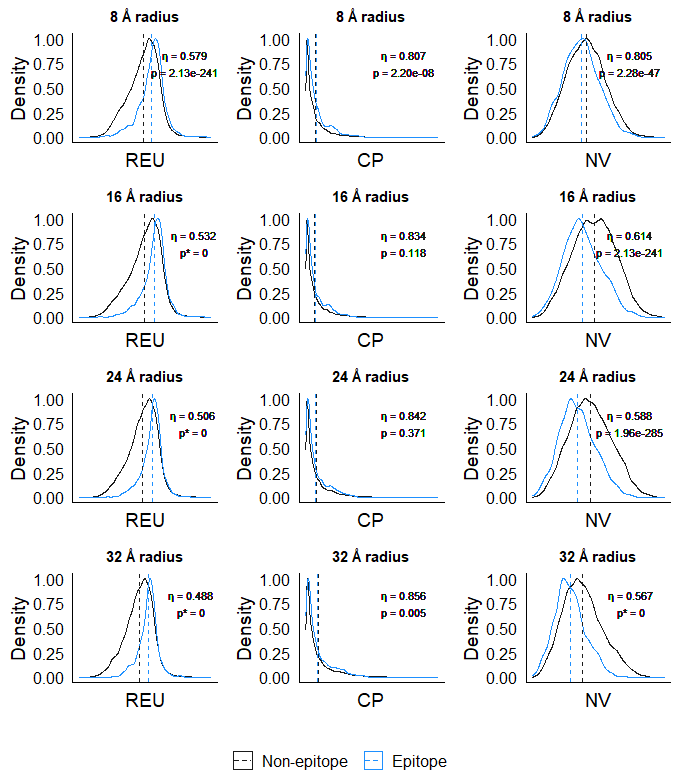 8 Å radius
1.00
0.75
0.50
0.25
0.00
Density
η = 0.579
p = 2.13e-241
REU
8 Å radius
1.00
0.75
0.50
0.25
0.00
Density
η = 0.807
p = 2.20e-08
CP
8 Å radius
1.00
0.75
0.50
0.25
0.00
Density
η = 0.805
p = 2.28e-47
NV
16 Å radius
1.00
0.75
0.50
0.25
0.00
Density
η = 0.532
p* = 0
REU
16 Å radius
1.00
0.75
0.50
0.25
0.00
Density
η = 0.834
p = 0.118
CP
16 Å radius
1.00
0.75
0.50
0.25
0.00
Density
η = 0.614
p = 2.13e-241
NV
24 Å radius
1.00
0.75
0.50
0.25
0.00
Density
η = 0.506
p* = 0
REU
24 Å radius
1.00
0.75
0.50
0.25
0.00
Density
η = 0.842
p = 0.371
CP
24 Å radius
1.00
0.75
0.50
0.25
0.00
Density
η = 0.588
p = 1.96e-285
NV
32 Å radius
1.00
0.75
0.50
0.25
0.00
Density
η = 0.488
p* = 0
REU
32 Å radius
1.00
0.75
0.50
0.25
0.00
Density
η = 0.856
p = 0.005
CP
32 Å radius
1.00
0.75
0.50
0.25
0.00
Density
η = 0.567
p* = 0
NV
Non-epitope
Epitope